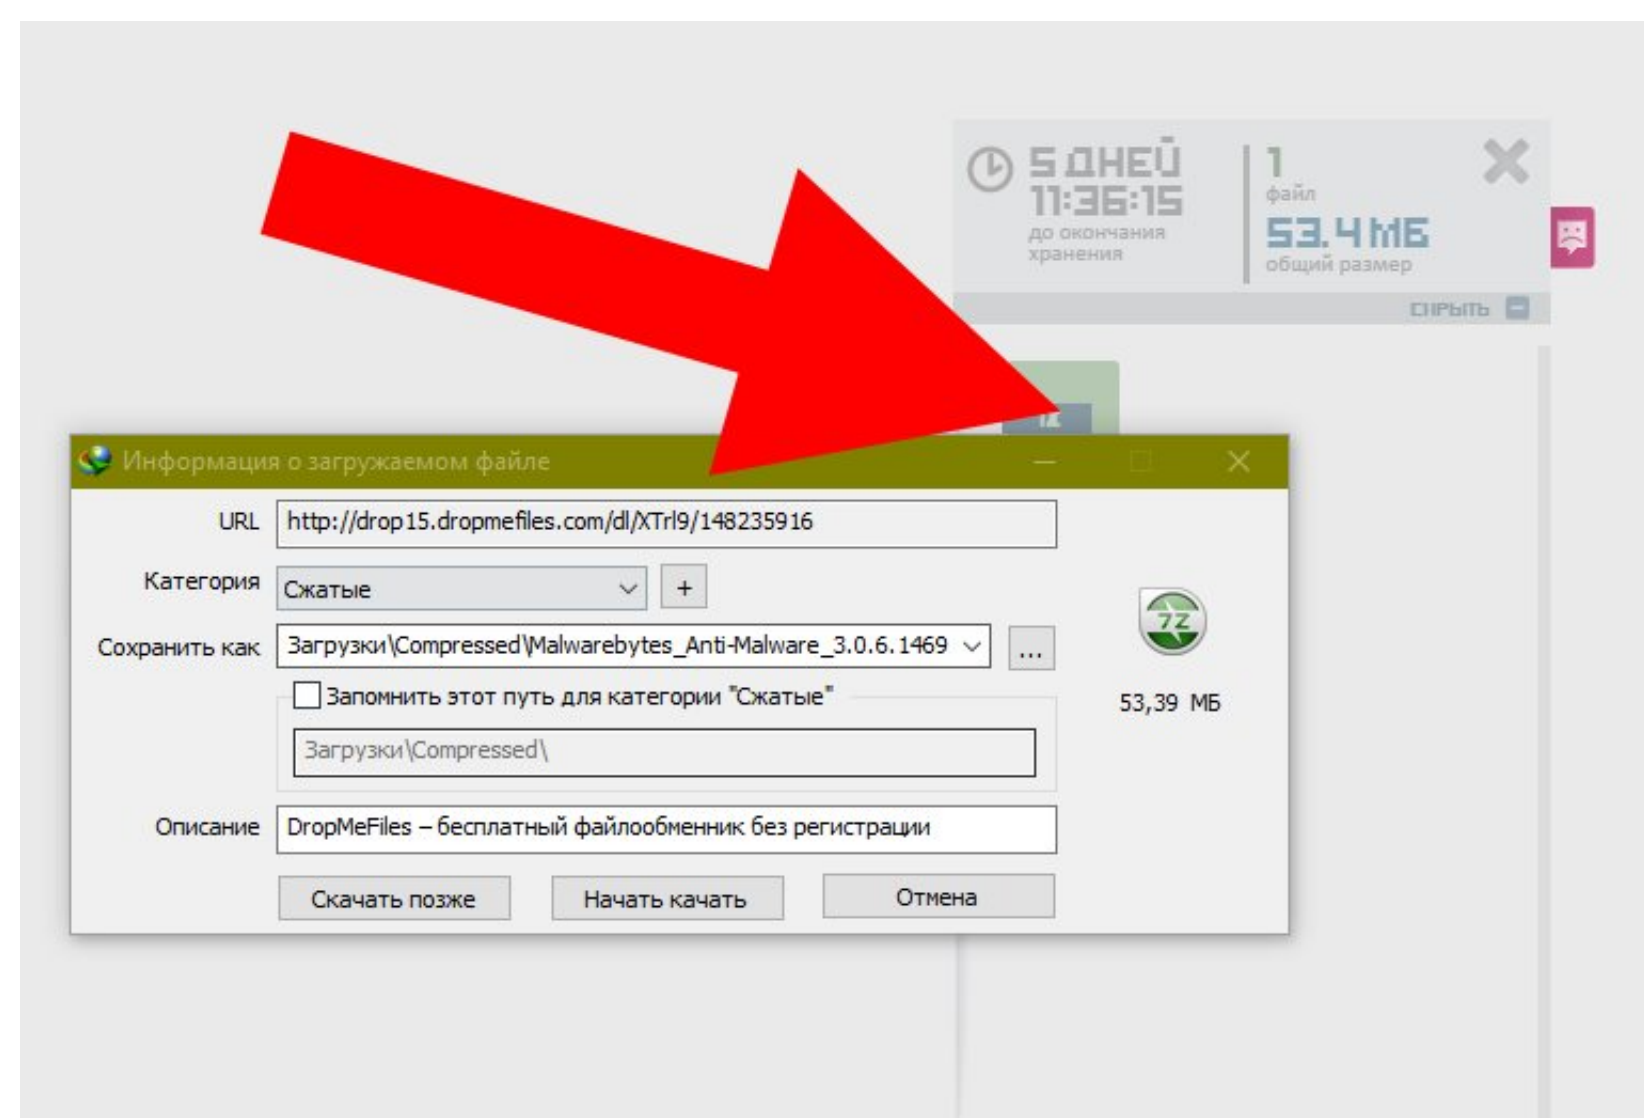 5 ДНЕЙ
11:36:15
до окончания
хранения
1
файл
53.4 МБ
общий размер
СКРЫТЬ
Информация о загружаемом файле
URL http://drop15.dropmefiles.com/dl/XTrl9/148235916
Категория Сжатые +
Сохранить как Загрузки\Compressed\Malwarebytes_Anti-Malware_3.0.6.1469 ...
7Z
53,39 МБ
Запомнить этот путь для категории "Сжатые"
Загрузки\Compressed\
Описание DropMeFiles – бесплатный файлообменник без регистрации
Скачать позже Начать качать Отмена